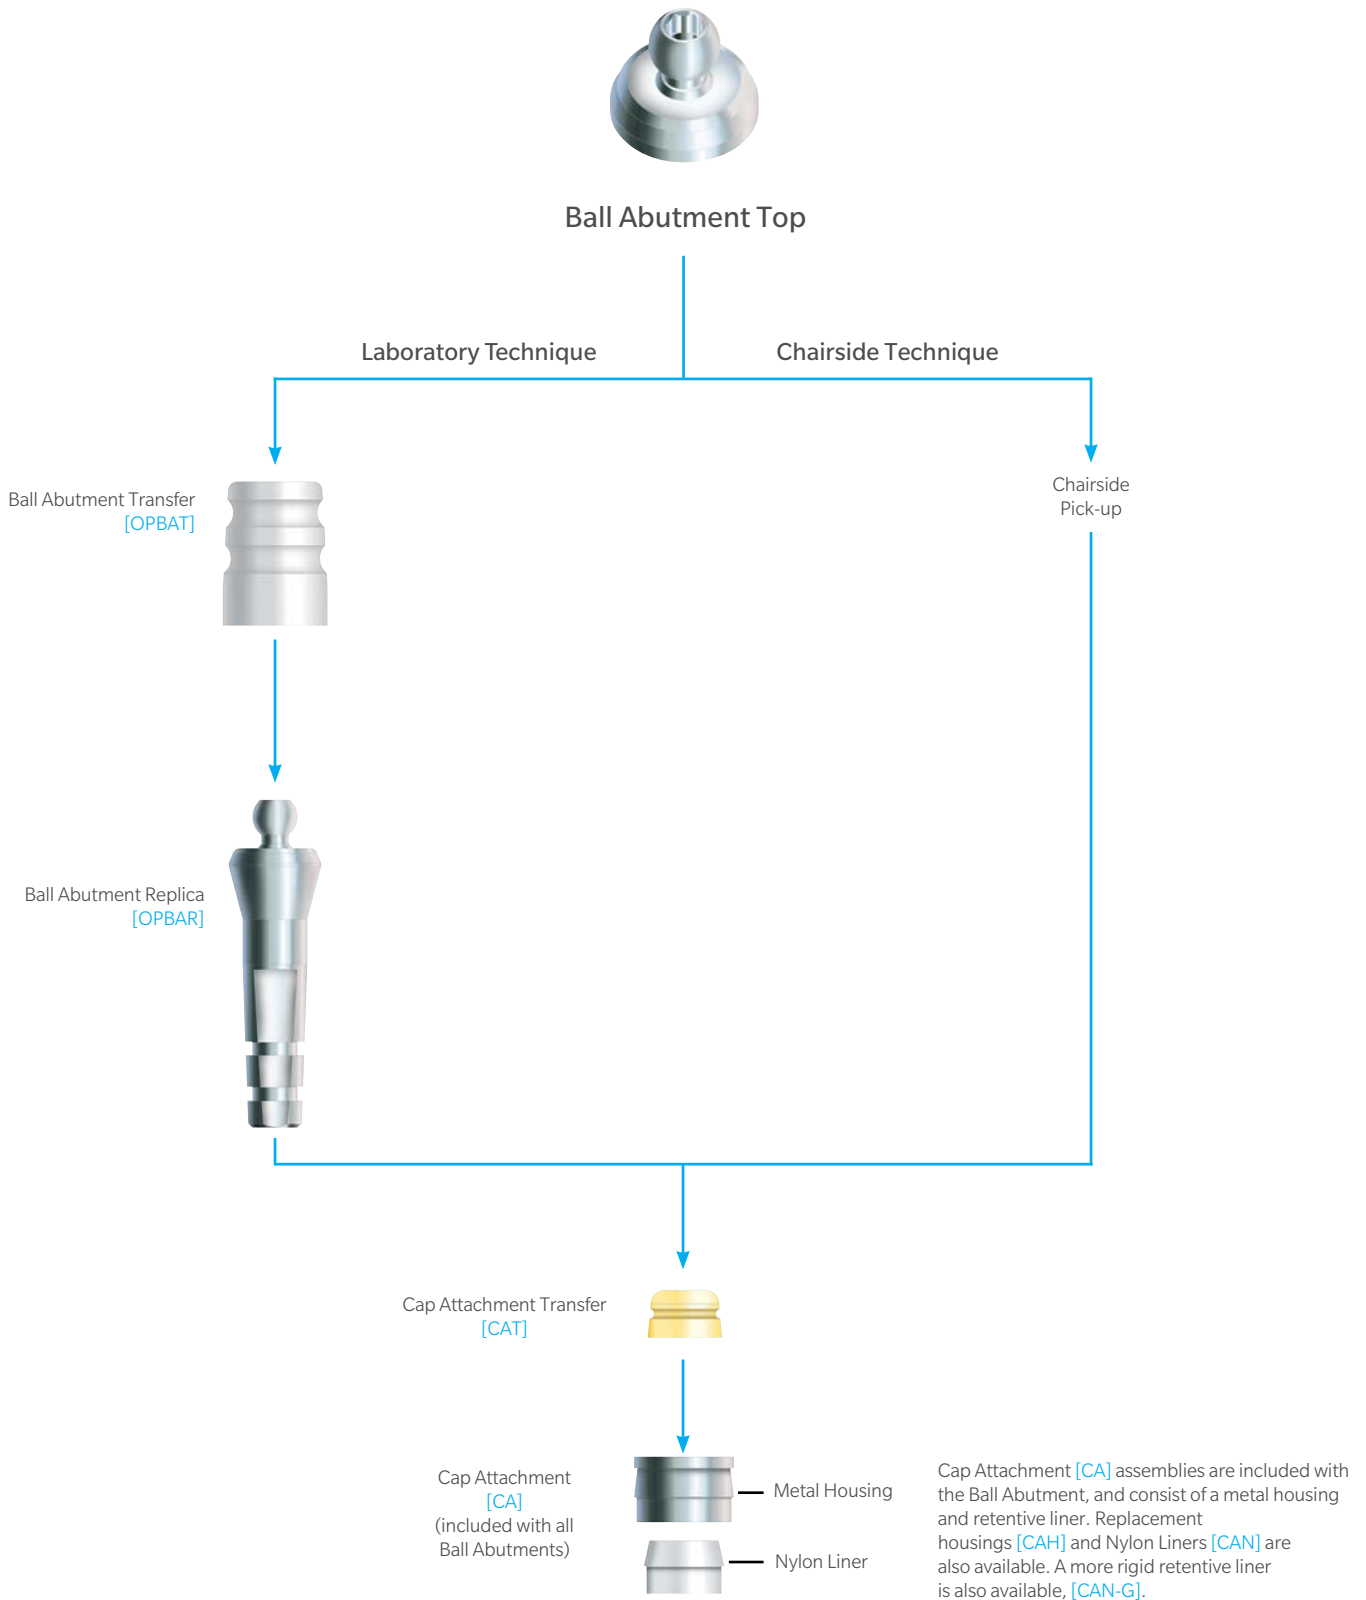 Ball Abutment Top
Laboratory Technique
Chairside Technique
Ball Abutment Transfer
[OPBAT]
Chairside
Pick-up
Ball Abutment Replica
[OPBAR]
Cap Attachment Transfer
[CAT]
Cap Attachment
[CA]
(included with all
Ball Abutments)
Metal Housing
Nylon Liner
Cap Attachment [CA] assemblies are included with
the Ball Abutment, and consist of a metal housing
and retentive liner. Replacement
housings [CAH] and Nylon Liners [CAN] are
also available. A more rigid retentive liner
is also available, [CAN-G].